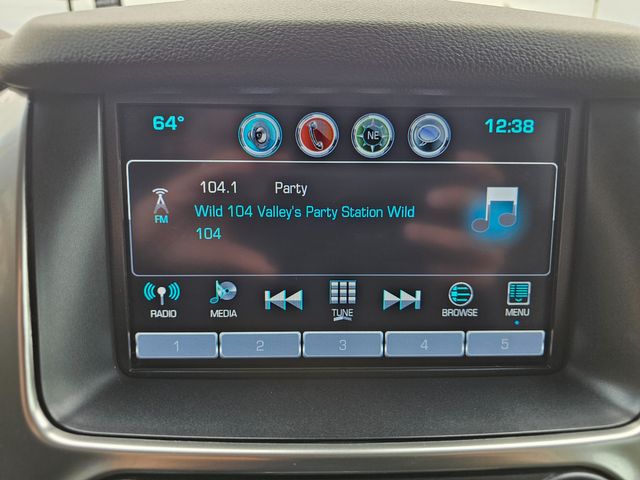 64° NE 12:38
104.1 Party
FM
Wild 104 Valley's Party Station Wild
104
RADIO MEDIA TUNE BROWSE MENU
1 2 3 4 5